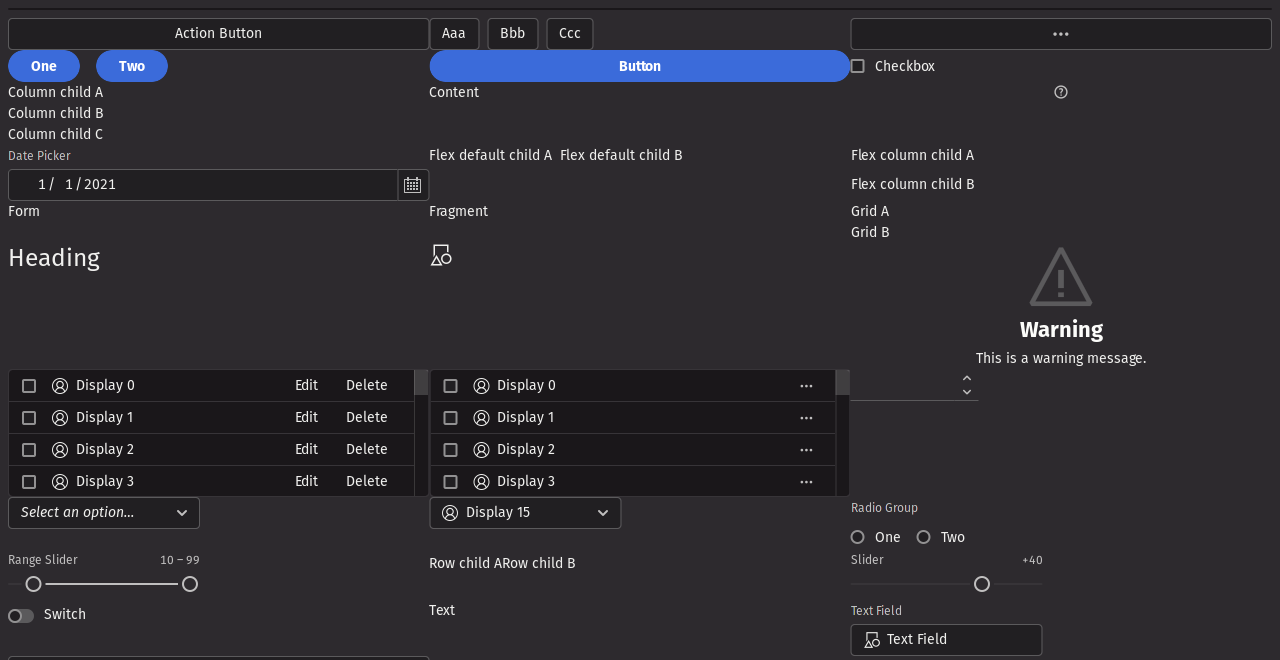 Action Button
Aaa Bbb Ccc
One Two
Button
Checkbox
Column child A
Column child B
Column child C
Content
Date Picker
1 / 1 / 2021
Flex default child A Flex default child B
Flex column child A
Flex column child B
Form
Fragment
Grid A
Grid B
Heading
Warning
This is a warning message.
Display 0 Edit Delete
Display 1 Edit Delete
Display 2 Edit Delete
Display 3 Edit Delete
Display 0
Display 1
Display 2
Display 3
Select an option...
Display 15
Radio Group
One Two
Range Slider 10 – 99
Row child ARow child B
Slider +40
Switch
Text
Text Field
Text Field